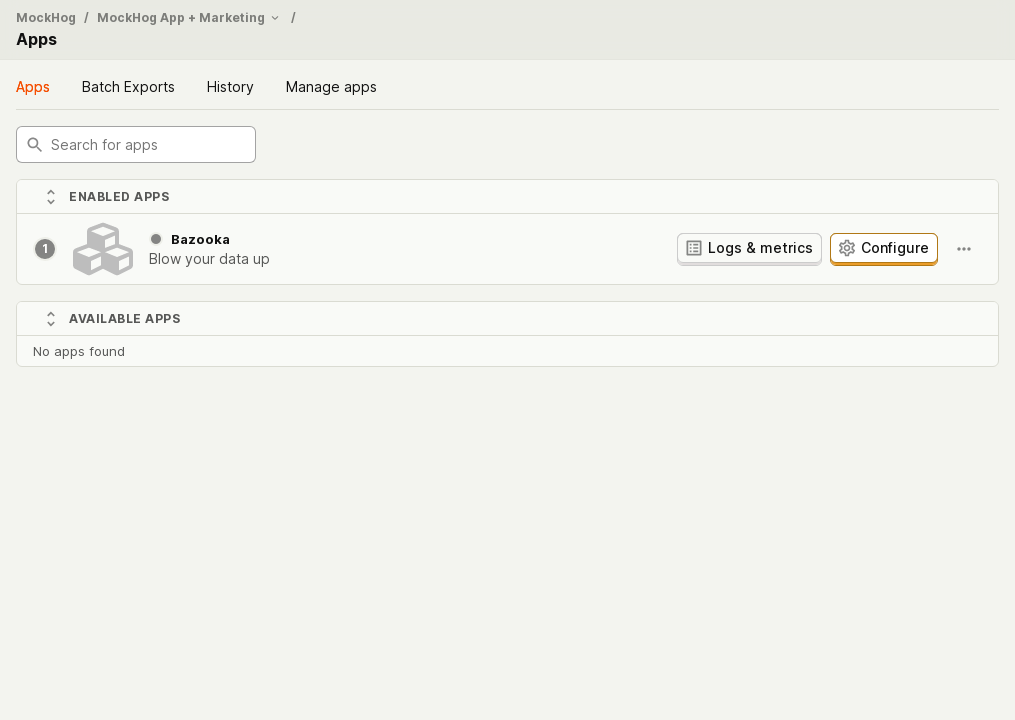 MockHog / MockHog App + Marketing /
Apps
Apps Batch Exports History Manage apps
Search for apps
ENABLED APPS
1 Bazooka
Blow your data up
Logs & metrics Configure
AVAILABLE APPS
No apps found